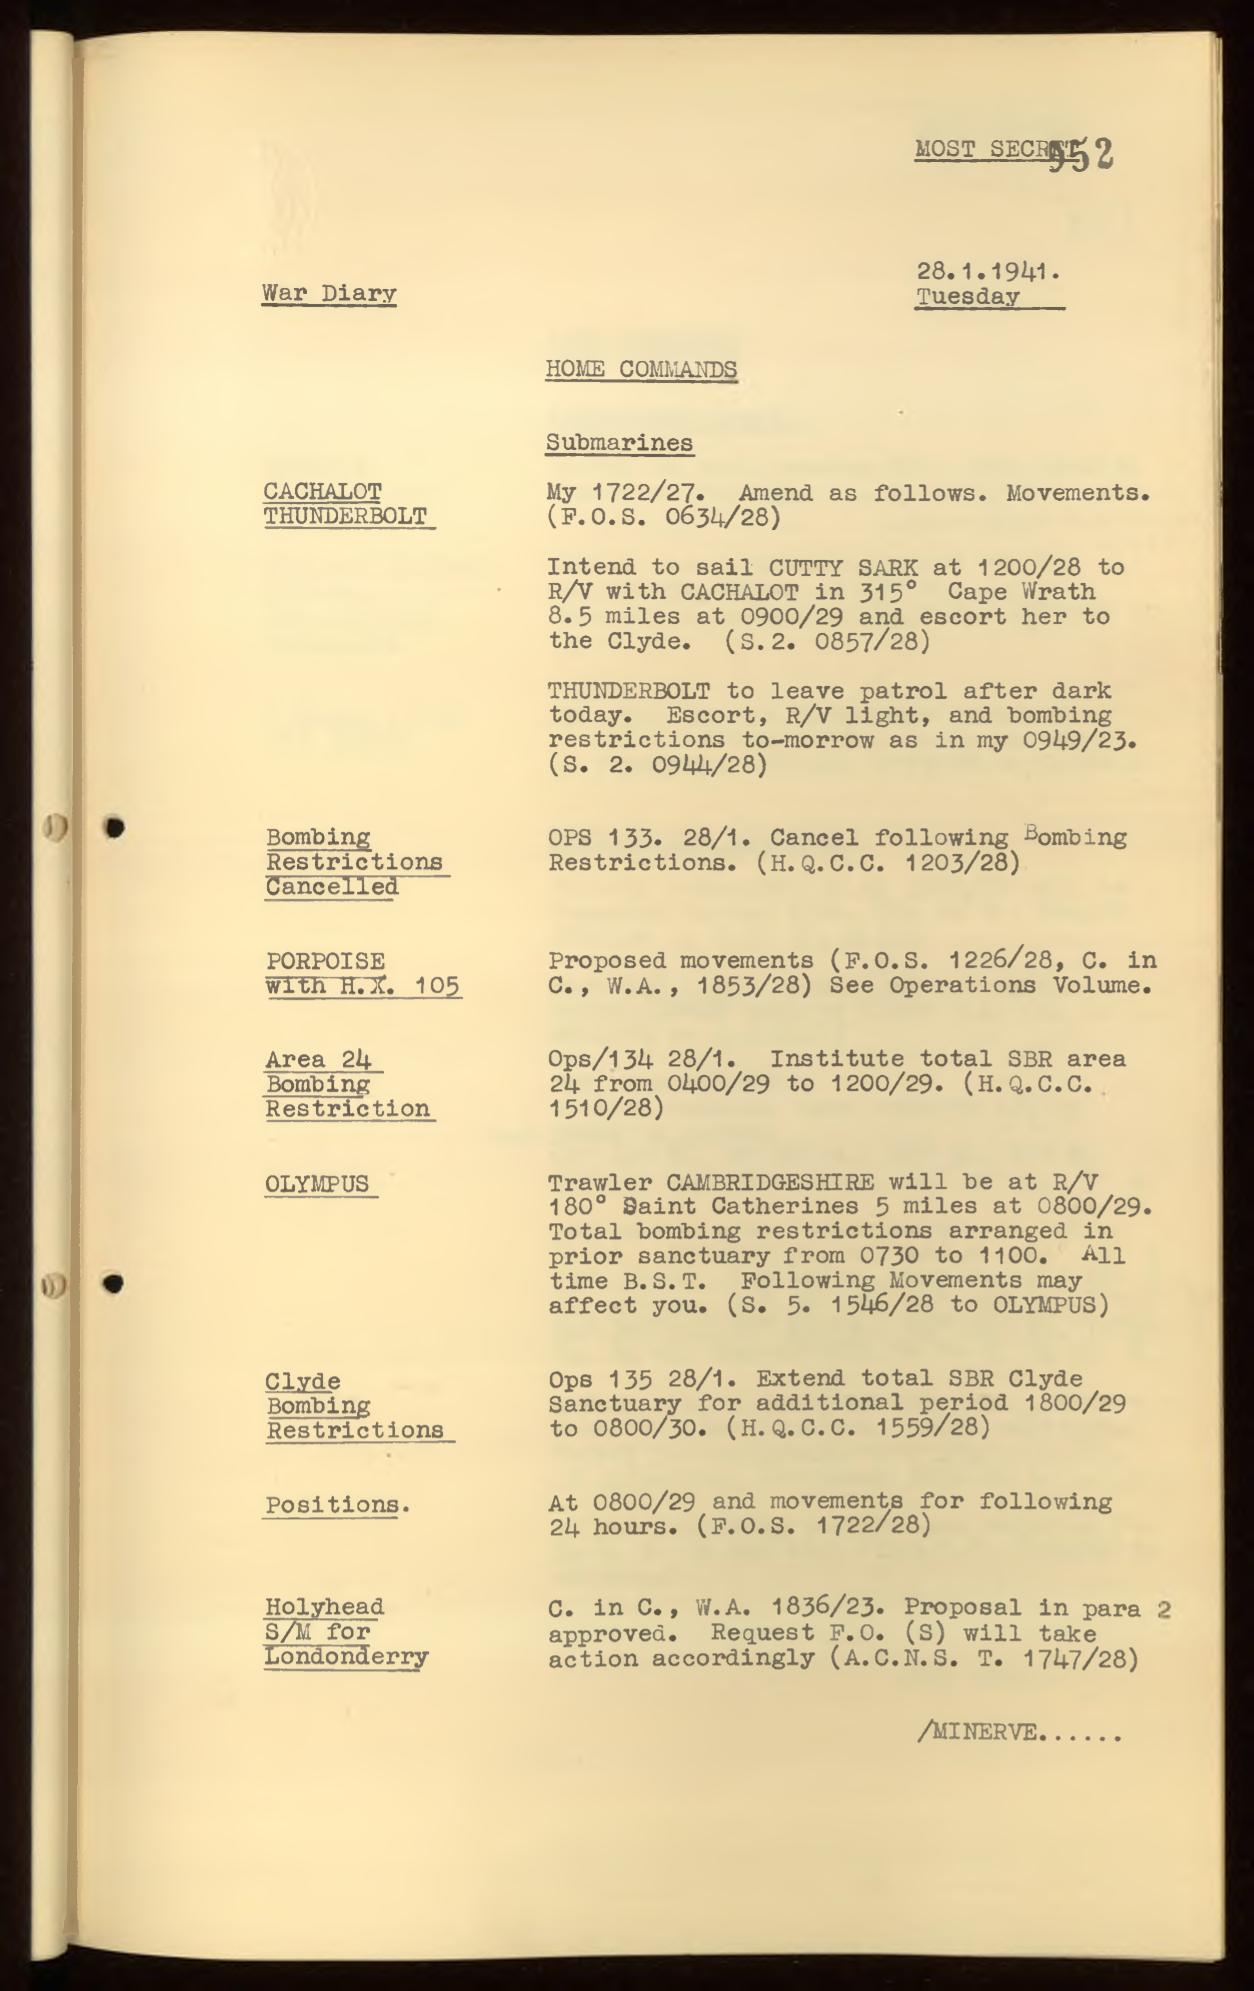 MOST SECRET
952
28.1.1941.
War Diary
Tuesday
HOME COMMANDS
Submarines
CACHALOT
THUNDERBOLT
My 1722/27. Amend as follows. Movements.
(F.O.S. 0634/28)
Intend to sail CUTTY SARK at 1200/28 to
R/V with CACHALOT in 315° Cape Wrath
8.5 miles at 0900/29 and escort her to
the Clyde. (S.2. 0857/28)
THUNDERBOLT to leave patrol after dark
today. Escort, R/V light, and bombing
restrictions to-morrow as in my 0949/23.
(S. 2. 0944/28)
Bombing
Restrictions
Cancelled
OPS 133. 28/1. Cancel following Bombing
Restrictions. (H.Q.C.C. 1203/28)
PORPOISE
with H.X. 105
Proposed movements (F.O.S. 1226/28, C. in
C., W.A., 1853/28) See Operations Volume.
Area 24
Bombing
Restriction
Ops/134 28/1. Institute total SBR area
24 from 0400/29 to 1200/29. (H.Q.C.C.
1510/28)
OLYMPUS
Trawler CAMBRIDGESHIRE will be at R/V
180° Saint Catherines 5 miles at 0800/29.
Total bombing restrictions arranged in
prior sanctuary from 0730 to 1100. All
time B.S.T. Following Movements may
affect you. (S. 5. 1546/28 to OLYMPUS)
Clyde
Bombing
Restrictions
Ops 135 28/1. Extend total SBR Clyde
Sanctuary for additional period 1800/29
to 0800/30. (H.Q.C.C. 1559/28)
Positions.
At 0800/29 and movements for following
24 hours. (F.O.S. 1722/28)
Holyhead
S/M for
Londonderry
C. in C., W.A. 1836/23. Proposal in para 2
approved. Request F.O. (S) will take
action accordingly (A.C.N.S. T. 1747/28)
/MINERVE......